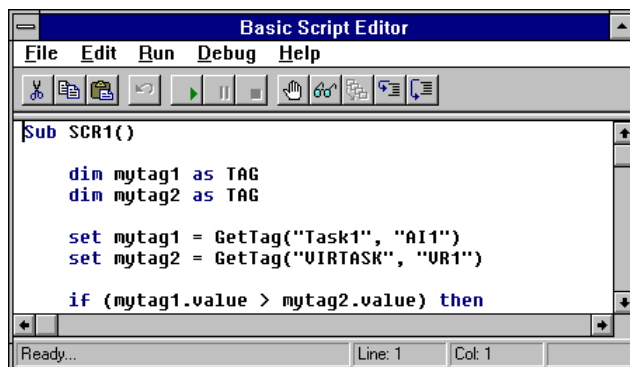 Basic Script Editor
File Edit Run Debug Help
Sub SCR1()
dim mytag1 as TAG
dim mytag2 as TAG
set mytag1 = GetTag("Task1", "AI1")
set mytag2 = GetTag("VIRTASK", "VR1")
if (mytag1.value > mytag2.value) then
Ready... Line: 1 Col: 1